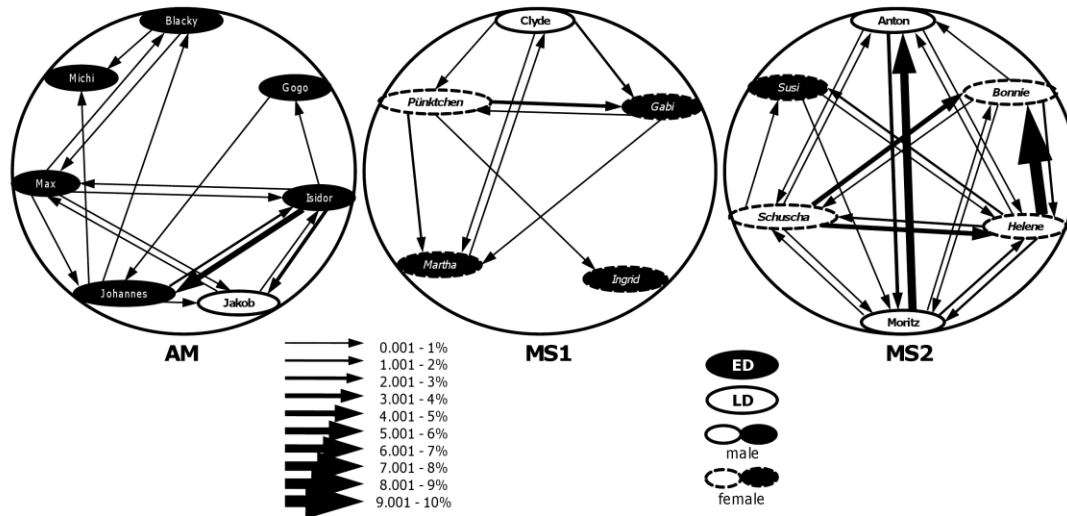 Blacky
Michi
Gogo
Max
Isidor
Johannes
Jakob
AM
Clyde
Pünktchen
Gabi
Martha
Ingrid
MS1
Anton
Susi
Bonnie
Schuscha
Helene
Moritz
MS2
0.001 - 1%
1.001 - 2%
2.001 - 3%
3.001 - 4%
4.001 - 5%
5.001 - 6%
6.001 - 7%
7.001 - 8%
8.001 - 9%
9.001 - 10%
ED
LD
male
female